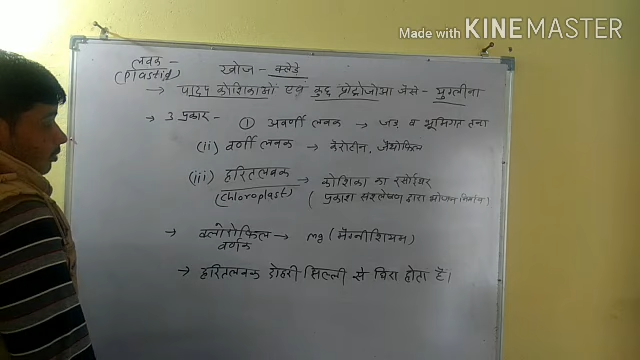 Made with KINEMASTER
लवक -
(Plastid)
खोज - क्लेडे
→ पादप कोशिकाओं एवं कुछ प्रोटोजोआ जैसे - युग्लीना
→ 3 प्रकार - (i) अवर्णी लवक → जड़ व भूमिगत तना
(ii) वर्णी लवक → कैरोटीन, जैन्थोफिल
(iii) हरितलवक → कोशिका का रसोईघर
(Chloroplast) ( प्रकाश संश्लेषण द्वारा भोजन निर्माण )
→ क्लोरोफिल → mg (मैग्नीशियम)
वर्णक
→ हरितलवक दोहरी झिल्ली से घिरा होता है।